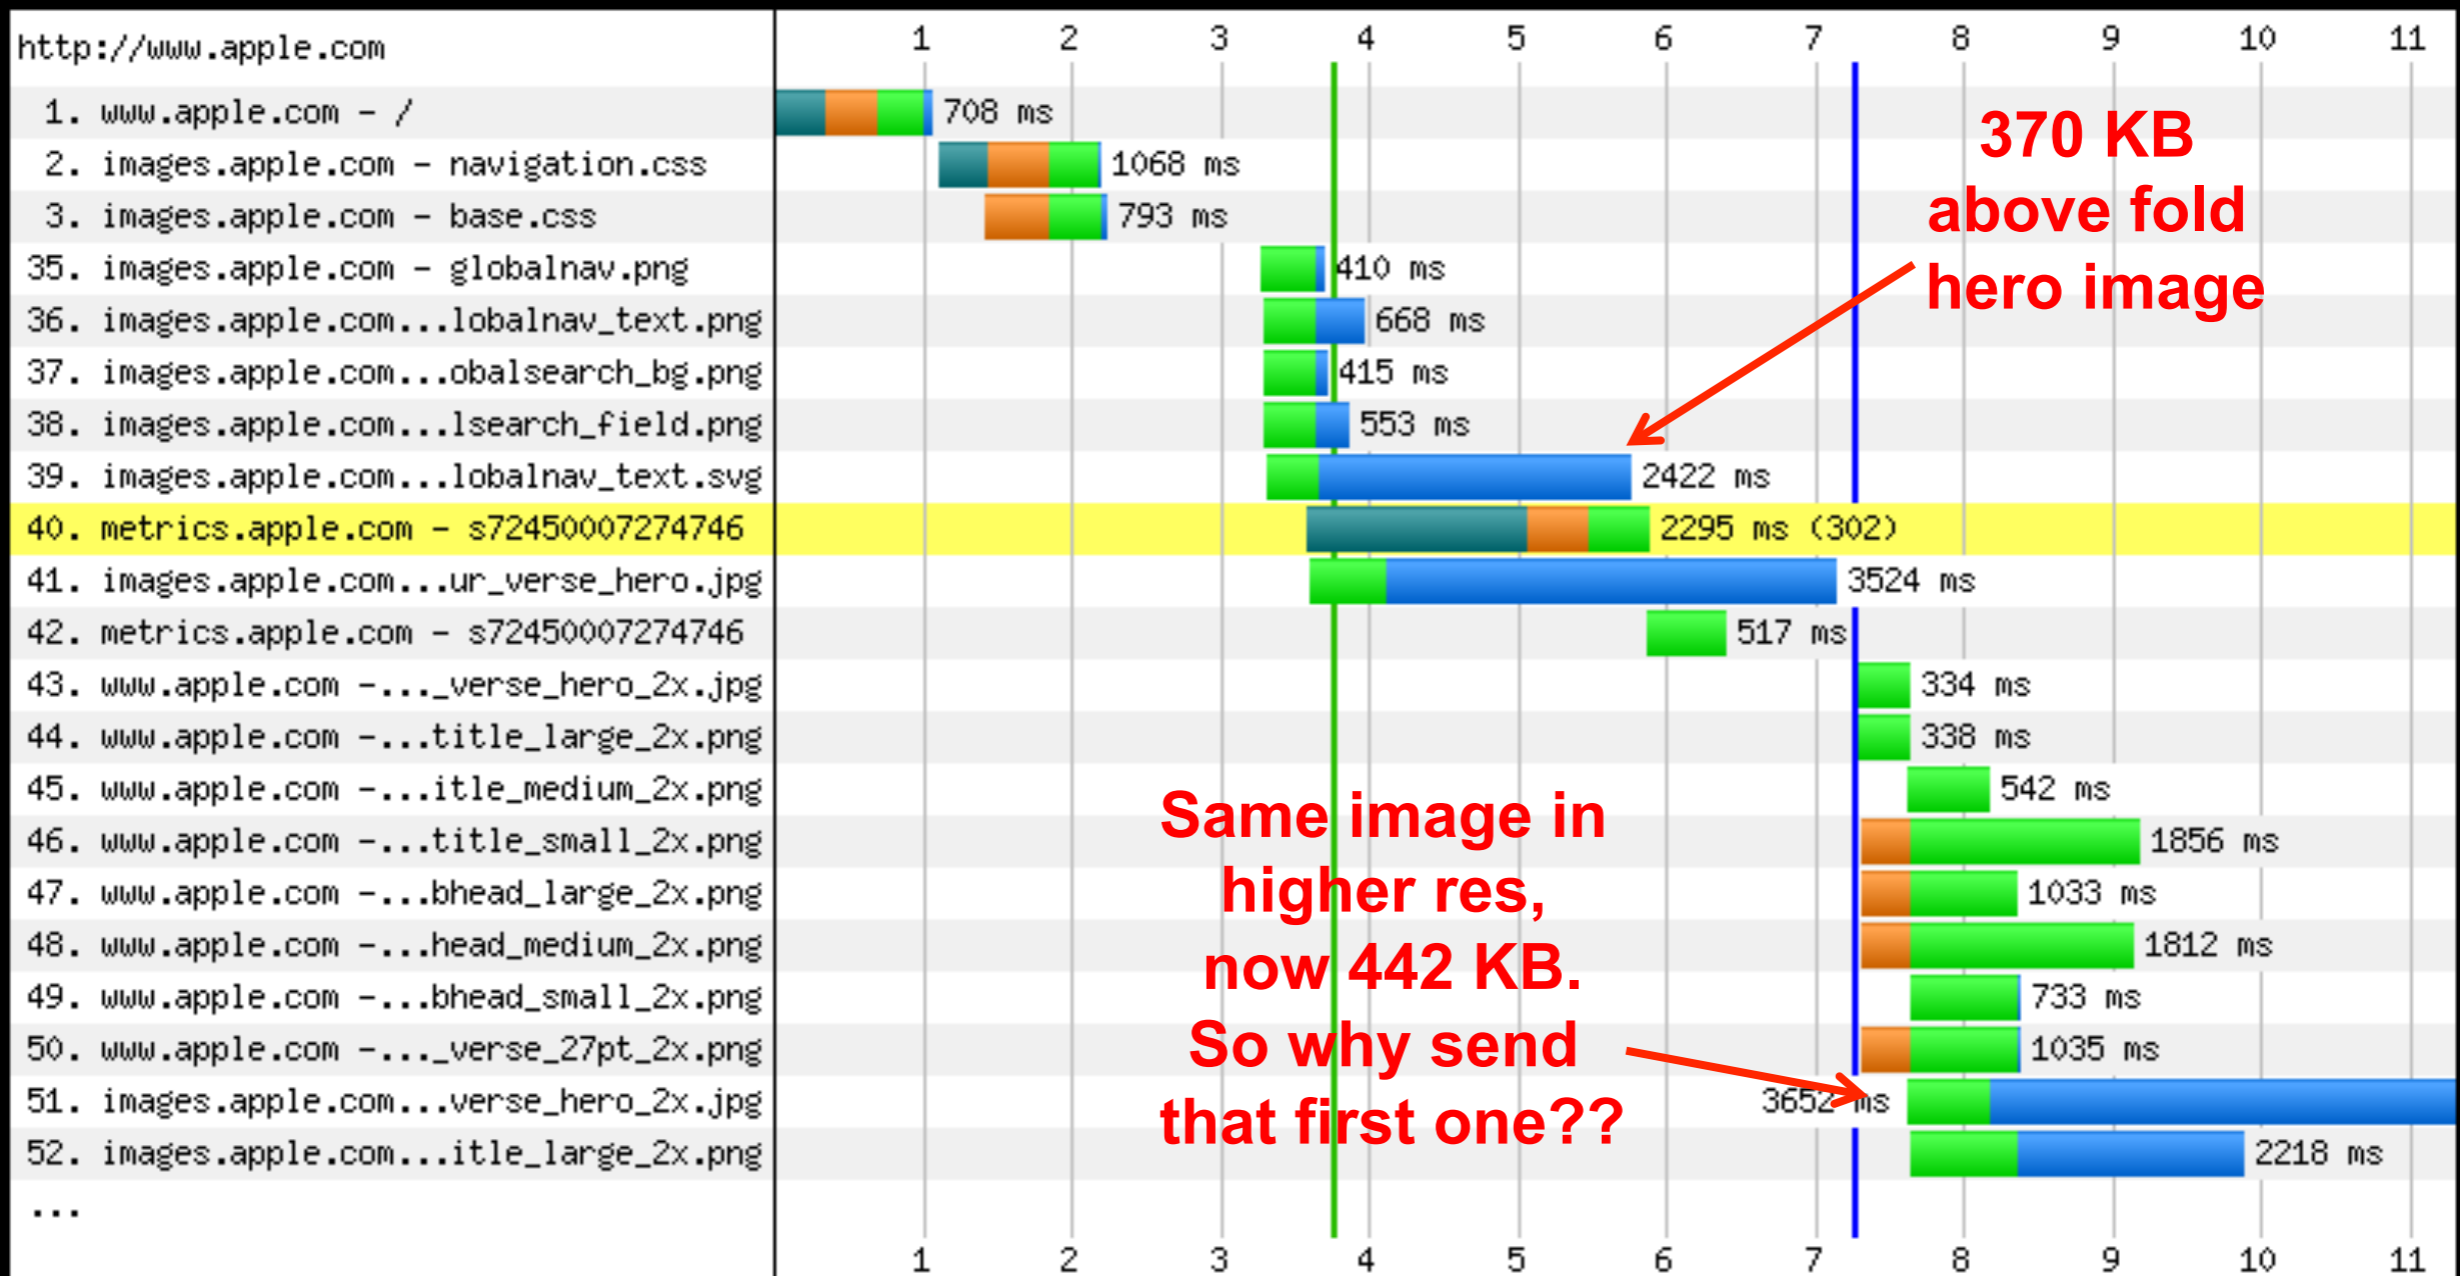 http://www.apple.com
1 2 3 4 5 6 7 8 9 10 11
1. www.apple.com - / 708 ms
2. images.apple.com - navigation.css 1068 ms
3. images.apple.com - base.css 793 ms
35. images.apple.com - globalnav.png 410 ms
36. images.apple.com...lobalnav_text.png 668 ms
37. images.apple.com...obalsearch_bg.png 415 ms
38. images.apple.com...lsearch_field.png 553 ms
39. images.apple.com...lobalnav_text.svg 2422 ms
40. metrics.apple.com - s72450007274746 2295 ms (302)
41. images.apple.com...ur_verse_hero.jpg 3524 ms
42. metrics.apple.com - s72450007274746 517 ms
43. www.apple.com -..._verse_hero_2x.jpg 334 ms
44. www.apple.com -...title_large_2x.png 338 ms
45. www.apple.com -...itle_medium_2x.png 542 ms
46. www.apple.com -...title_small_2x.png 1856 ms
47. www.apple.com -...bhead_large_2x.png 1033 ms
48. www.apple.com -...head_medium_2x.png 1812 ms
49. www.apple.com -...bhead_small_2x.png 733 ms
50. www.apple.com -..._verse_27pt_2x.png 1035 ms
51. images.apple.com...verse_hero_2x.jpg 3652 ms
52. images.apple.com...itle_large_2x.png 2218 ms
...
1 2 3 4 5 6 7 8 9 10 11
370 KB
above fold
hero image
Same image in
higher res,
now 442 KB.
So why send
that first one??